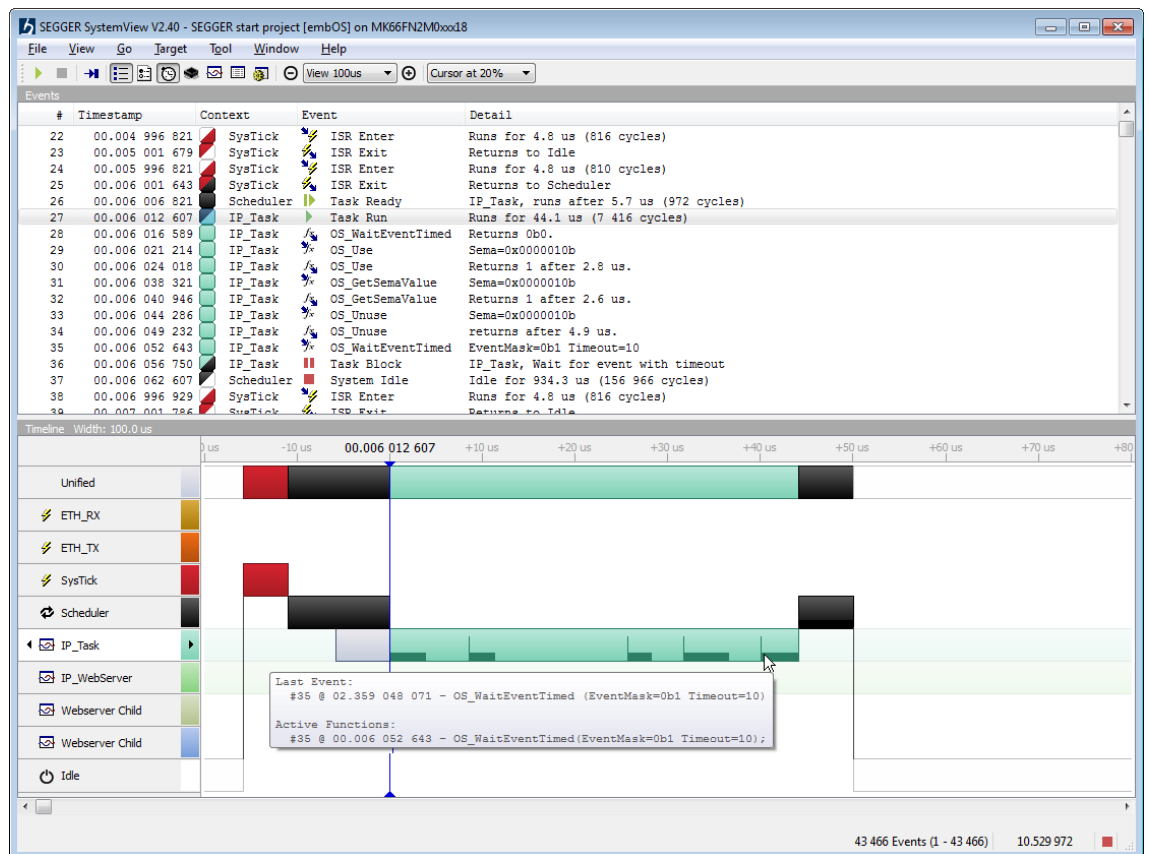 SEGGER SystemView V2.40 - SEGGER start project [embOS] on MK66FN2M0xxx18
File View Go Target Tool Window Help
View 100us Cursor at 20%
Events
# Timestamp Context Event Detail
22 00.004 996 821 SysTick ISR Enter Runs for 4.8 us (816 cycles)
23 00.005 001 679 SysTick ISR Exit Returns to Idle
24 00.005 996 821 SysTick ISR Enter Runs for 4.8 us (810 cycles)
25 00.006 001 643 SysTick ISR Exit Returns to Scheduler
26 00.006 006 821 Scheduler Task Ready IP_Task, runs after 5.7 us (972 cycles)
27 00.006 012 607 IP_Task Task Run Runs for 44.1 us (7 416 cycles)
28 00.006 016 589 IP_Task OS_WaitEventTimed Returns 0b0.
29 00.006 021 214 IP_Task OS_Use Sema=0x0000010b
30 00.006 024 018 IP_Task OS_Use Returns 1 after 2.8 us.
31 00.006 038 321 IP_Task OS_GetSemaValue Sema=0x0000010b
32 00.006 040 946 IP_Task OS_GetSemaValue Returns 1 after 2.6 us.
33 00.006 044 286 IP_Task OS_Unuse Sema=0x0000010b
34 00.006 049 232 IP_Task OS_Unuse returns after 4.9 us.
35 00.006 052 643 IP_Task OS_WaitEventTimed EventMask=0b1 Timeout=10
36 00.006 056 750 IP_Task Task Block IP_Task, Wait for event with timeout
37 00.006 062 607 Scheduler System Idle Idle for 934.3 us (156 966 cycles)
38 00.006 996 929 SysTick ISR Enter Runs for 4.8 us (816 cycles)
39 00.007 001 786 SysTick ISR Exit Returns to Idle
Timeline Width: 100.0 us
0 us -10 us 00.006 012 607 +10 us +20 us +30 us +40 us +50 us +60 us +70 us +80
Unified
ETH_RX
ETH_TX
SysTick
Scheduler
IP_Task
IP_WebServer
Last Event:
#35 @ 02.359 048 071 - OS_WaitEventTimed (EventMask=0b1 Timeout=10)
Webserver Child
Active Functions:
#35 @ 00.006 052 643 - OS_WaitEventTimed(EventMask=0b1 Timeout=10);
Webserver Child
Idle
43 466 Events (1 - 43 466) 10.529 972